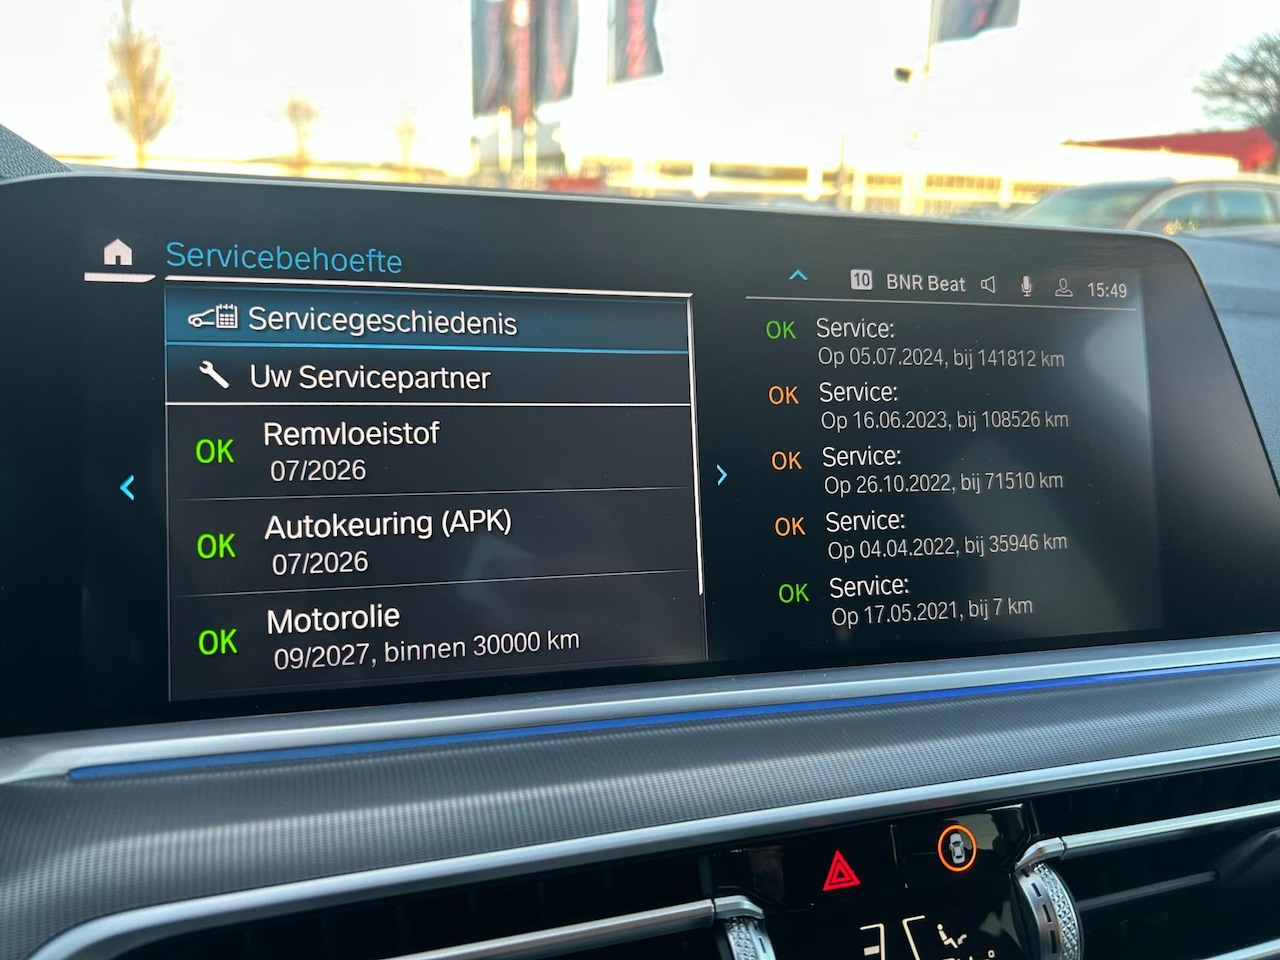 Servicebehoefte
10 BNR Beat 15:49
Servicegeschiedenis
Uw Servicepartner
OK Remvloeistof
07/2026
OK Autokeuring (APK)
07/2026
OK Motorolie
09/2027, binnen 30000 km
OK Service:
Op 05.07.2024, bij 141812 km
OK Service:
Op 16.06.2023, bij 108526 km
OK Service:
Op 26.10.2022, bij 71510 km
OK Service:
Op 04.04.2022, bij 35946 km
OK Service:
Op 17.05.2021, bij 7 km